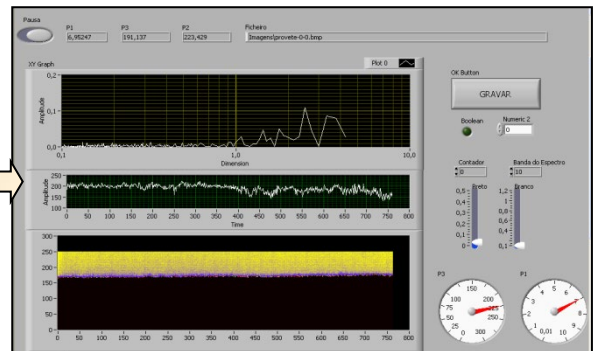 Pausa
P1 P3 P2 Ficheiro
6,95247 191,137 223,429 Imagens\provete-0-0.bmp
XY Graph Plot 0
OK Button
GRAVAR
Boolean Numeric 2
0
Amplitude
0,2
0,1
0,0
0,1 1,0 10,0
Dimension
Contador Banda do Espectro
0 10
Preto Branco
0,5 1,2
0,4 1
0,3 0,8
0,2 0,6
0,1 0,4
0 0,1
Amplitude
250
200
150
100
0 50 100 150 200 250 300 350 400 450 500 550 600 650 700 750 800
Time
300
250
200
150
100
50
0
0 50 100 150 200 250 300 350 400 450 500 550 600 650 700 750 800
P3 P1
0 25 50 75 100 150 200 250 300
0,01 1 2 3 4 5 6 7 8 9 10